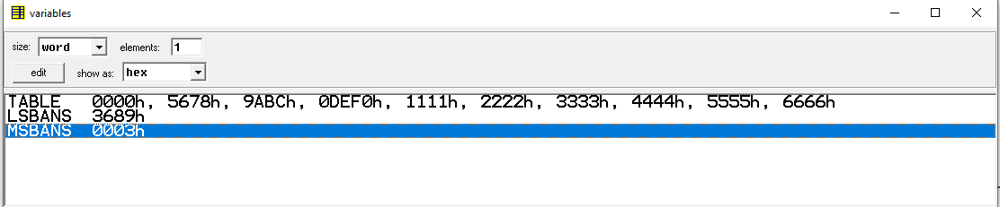 variables
size: word elements: 1
edit show as: hex
TABLE 0000h, 5678h, 9ABCh, 0DEF0h, 1111h, 2222h, 3333h, 4444h, 5555h, 6666h
LSBANS 3689h
MSBANS 0003h